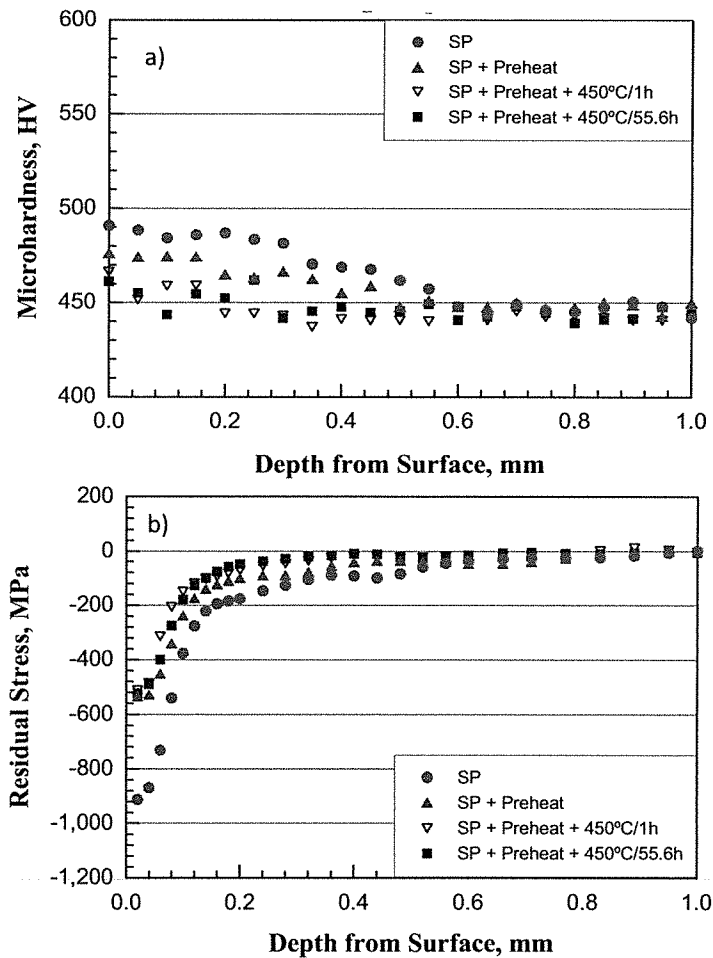 600
550
500
450
400
Microhardness, HV
a)
SP
SP + Preheat
SP + Preheat + 450ºC/1h
SP + Preheat + 450ºC/55.6h
0.0 0.2 0.4 0.6 0.8 1.0
Depth from Surface, mm
200
0
-200
-400
-600
-800
-1,000
-1,200
Residual Stress, MPa
b)
SP
SP + Preheat
SP + Preheat + 450ºC/1h
SP + Preheat + 450ºC/55.6h
0.0 0.2 0.4 0.6 0.8 1.0
Depth from Surface, mm